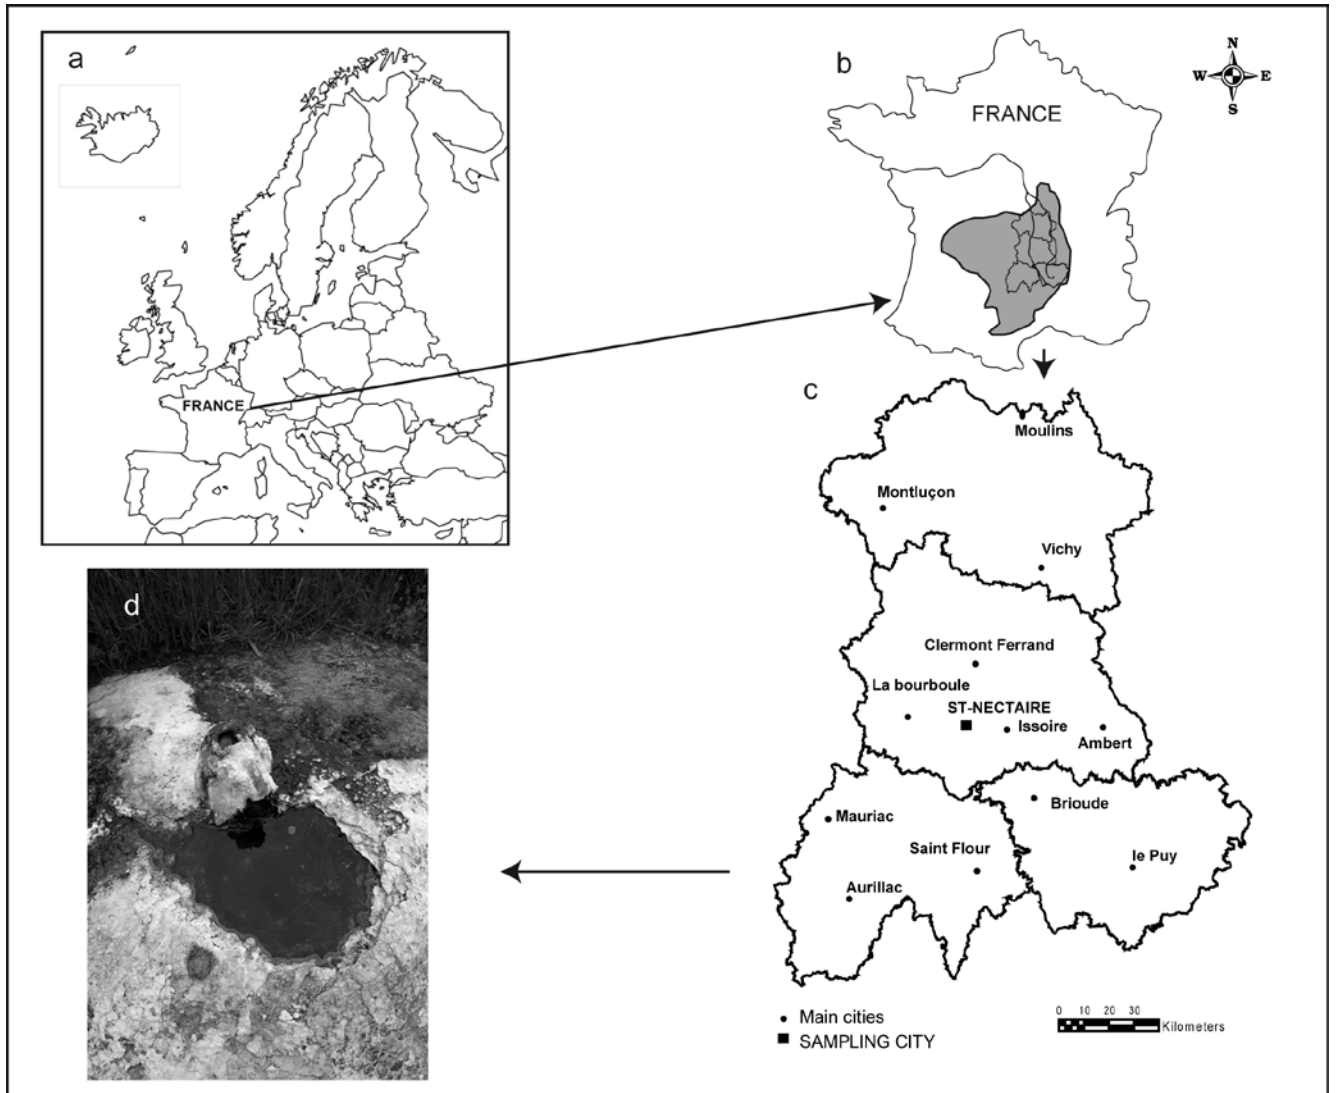 a
FRANCE
b
FRANCE
N
W E
S
c
Moulins
Montluçon
Vichy
Clermont Ferrand
La bourboule
ST-NECTAIRE
Issoire
Ambert
Brioude
Mauriac
Saint Flour
le Puy
Aurillac
d
Main cities
SAMPLING CITY
0 10 20 30
Kilometers